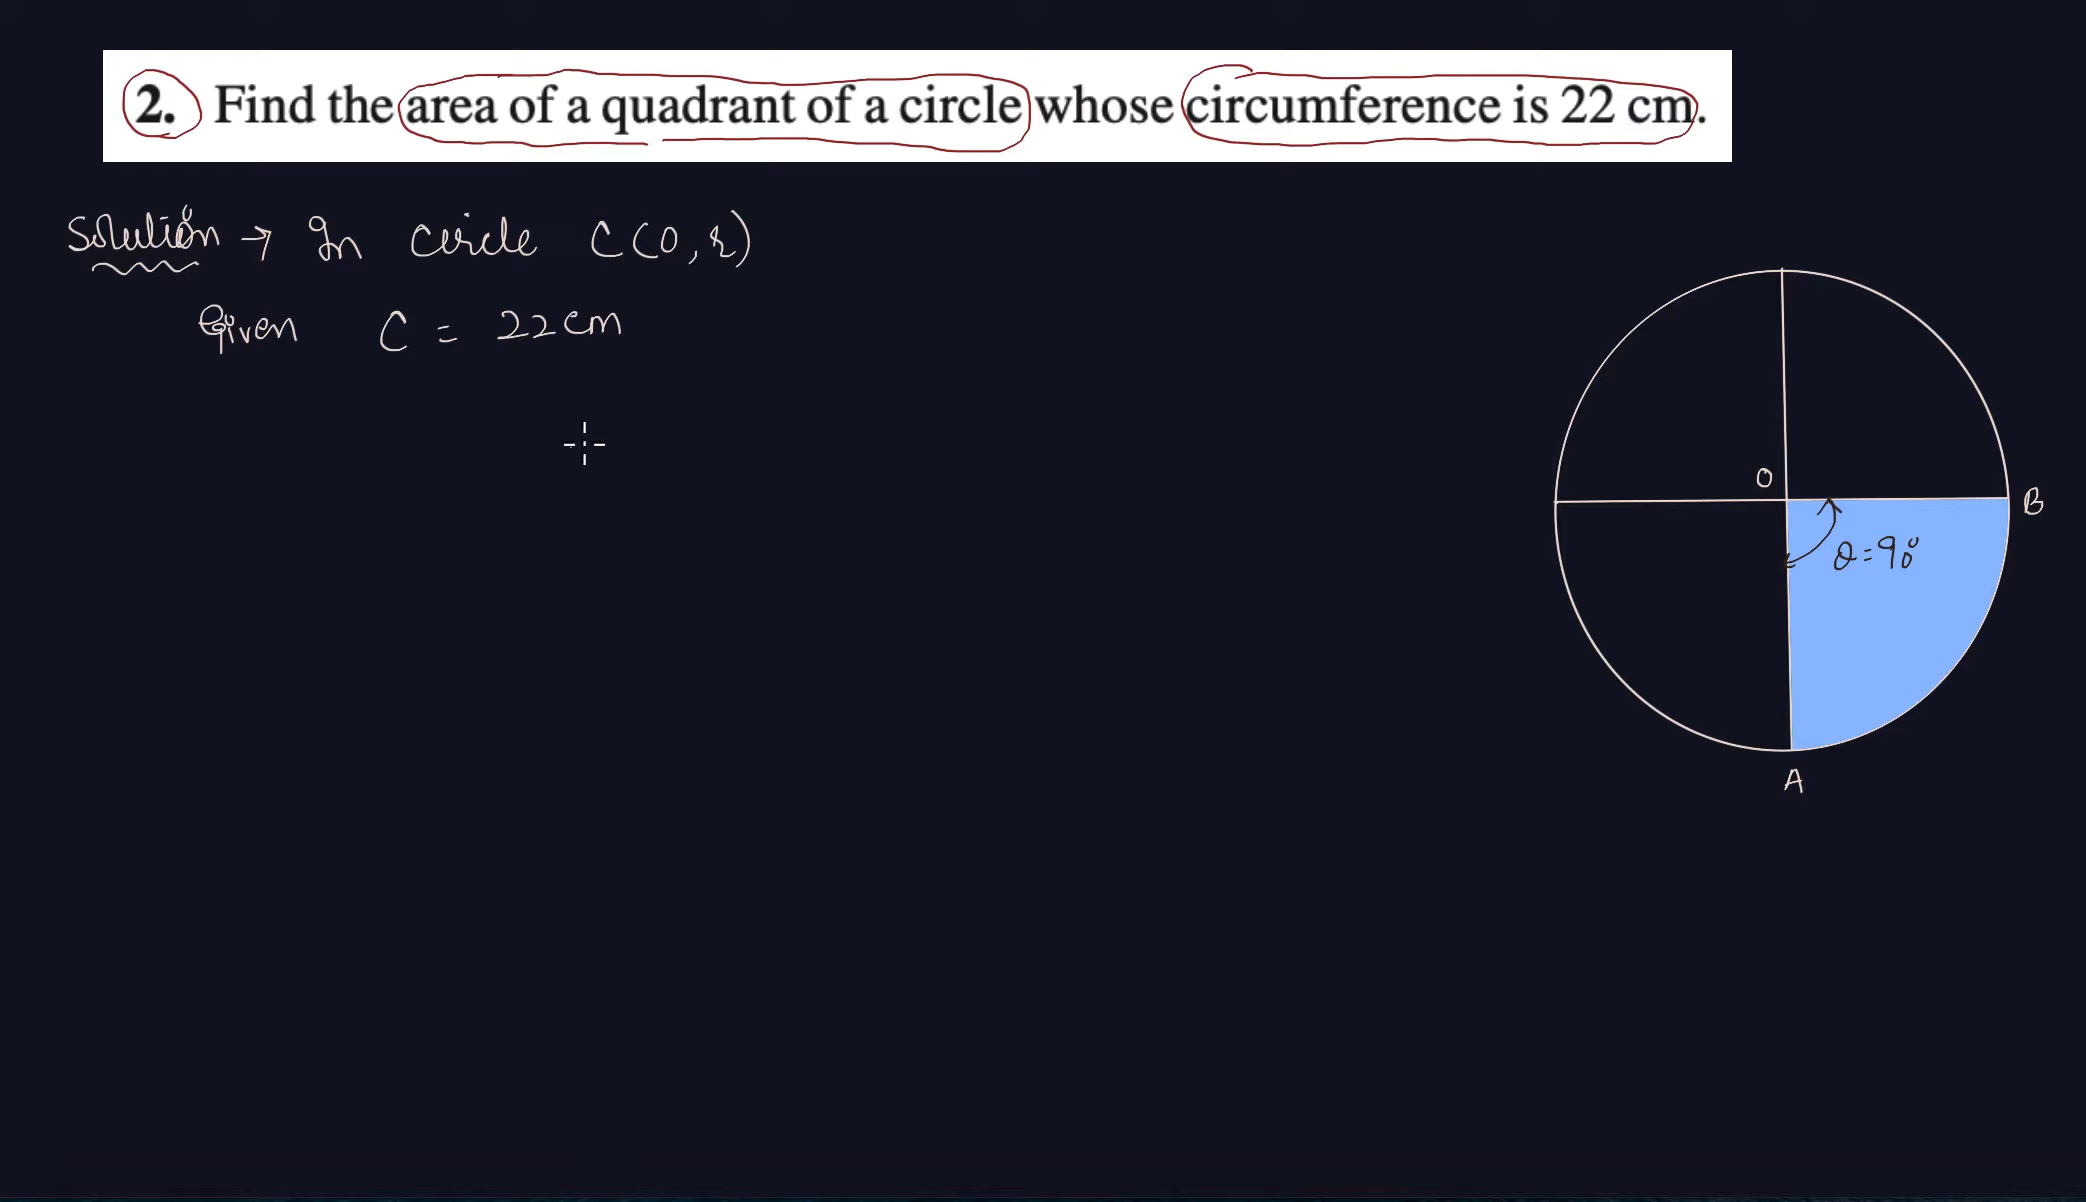 2. Find the area of a quadrant of a circle whose circumference is 22 cm.
Solution → In circle C(O, r)
Given C = 22cm
O
B
θ = 90°
A